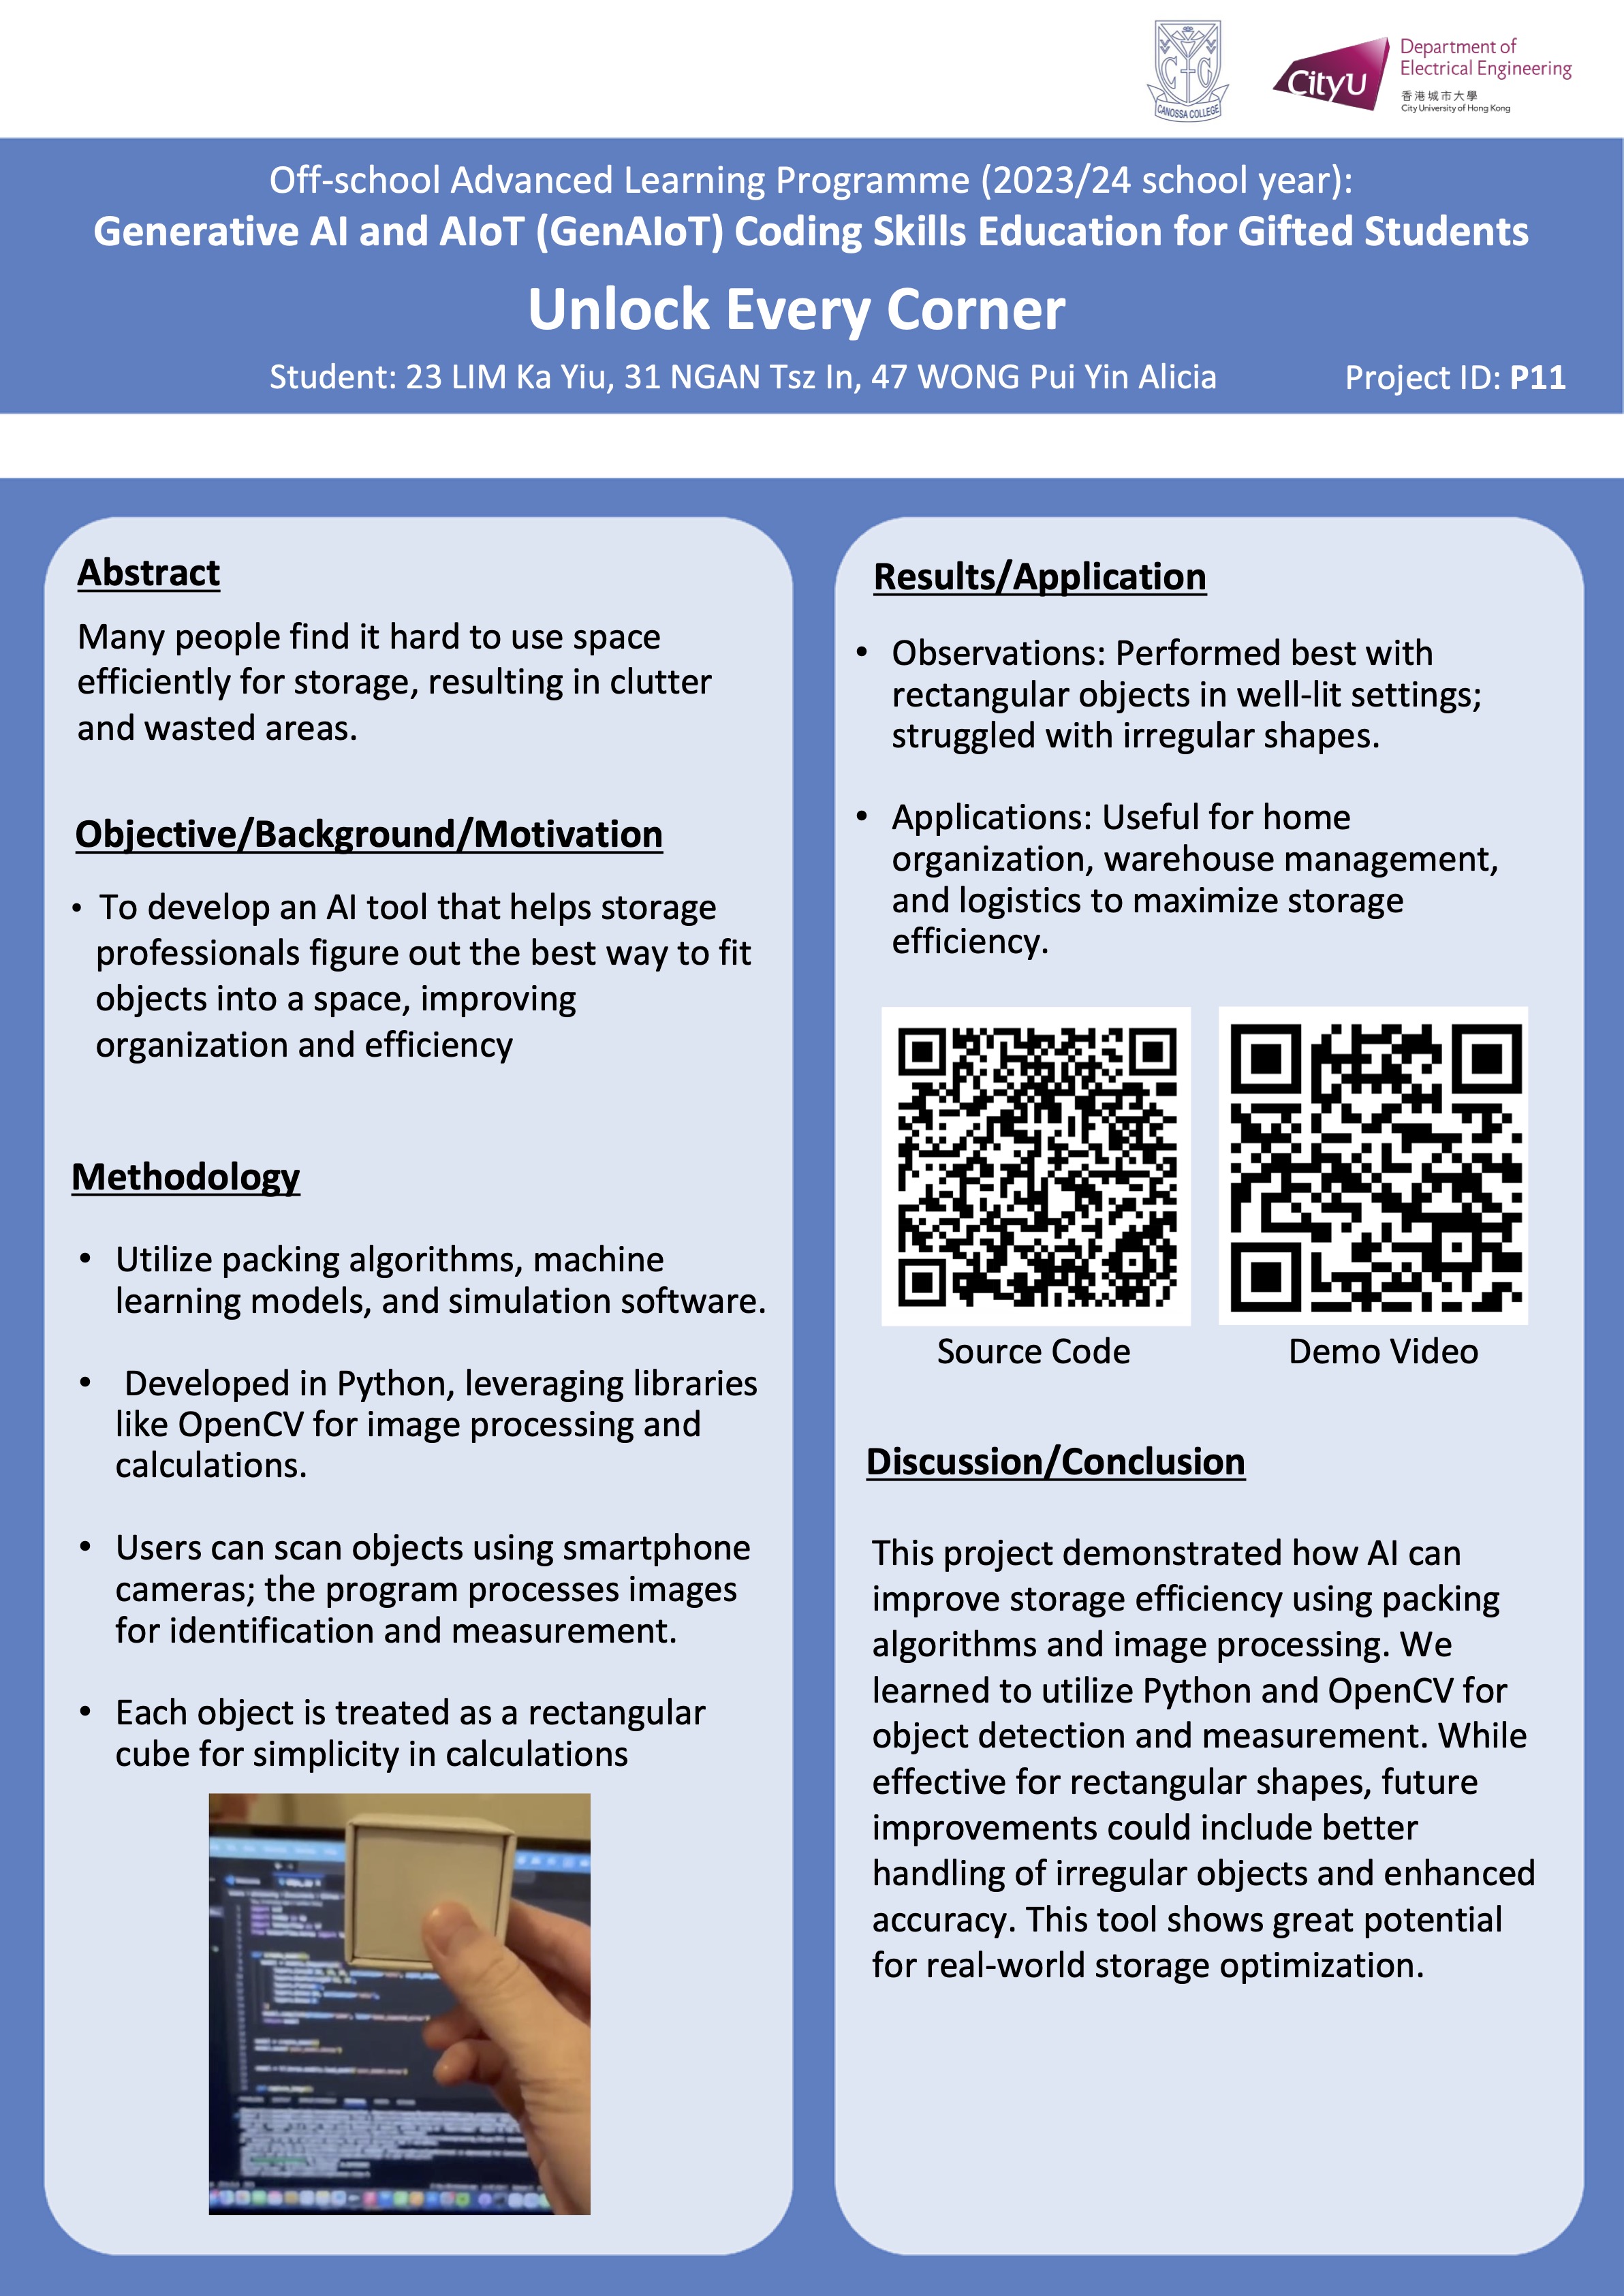 CANOSSA COLLEGE
CityU
Department of
Electrical Engineering
香港城市大學
City University of Hong Kong
Off-school Advanced Learning Programme (2023/24 school year):
Generative AI and AIoT (GenAIoT) Coding Skills Education for Gifted Students
Unlock Every Corner
Student: 23 LIM Ka Yiu, 31 NGAN Tsz In, 47 WONG Pui Yin Alicia
Project ID: P11
Abstract
Many people find it hard to use space
efficiently for storage, resulting in clutter
and wasted areas.
Objective/Background/Motivation
• To develop an AI tool that helps storage
professionals figure out the best way to fit
objects into a space, improving
organization and efficiency
Methodology
• Utilize packing algorithms, machine
learning models, and simulation software.
• Developed in Python, leveraging libraries
like OpenCV for image processing and
calculations.
• Users can scan objects using smartphone
cameras; the program processes images
for identification and measurement.
• Each object is treated as a rectangular
cube for simplicity in calculations
Results/Application
• Observations: Performed best with
rectangular objects in well-lit settings;
struggled with irregular shapes.
• Applications: Useful for home
organization, warehouse management,
and logistics to maximize storage
efficiency.
Source Code
Demo Video
Discussion/Conclusion
This project demonstrated how AI can
improve storage efficiency using packing
algorithms and image processing. We
learned to utilize Python and OpenCV for
object detection and measurement. While
effective for rectangular shapes, future
improvements could include better
handling of irregular objects and enhanced
accuracy. This tool shows great potential
for real-world storage optimization.